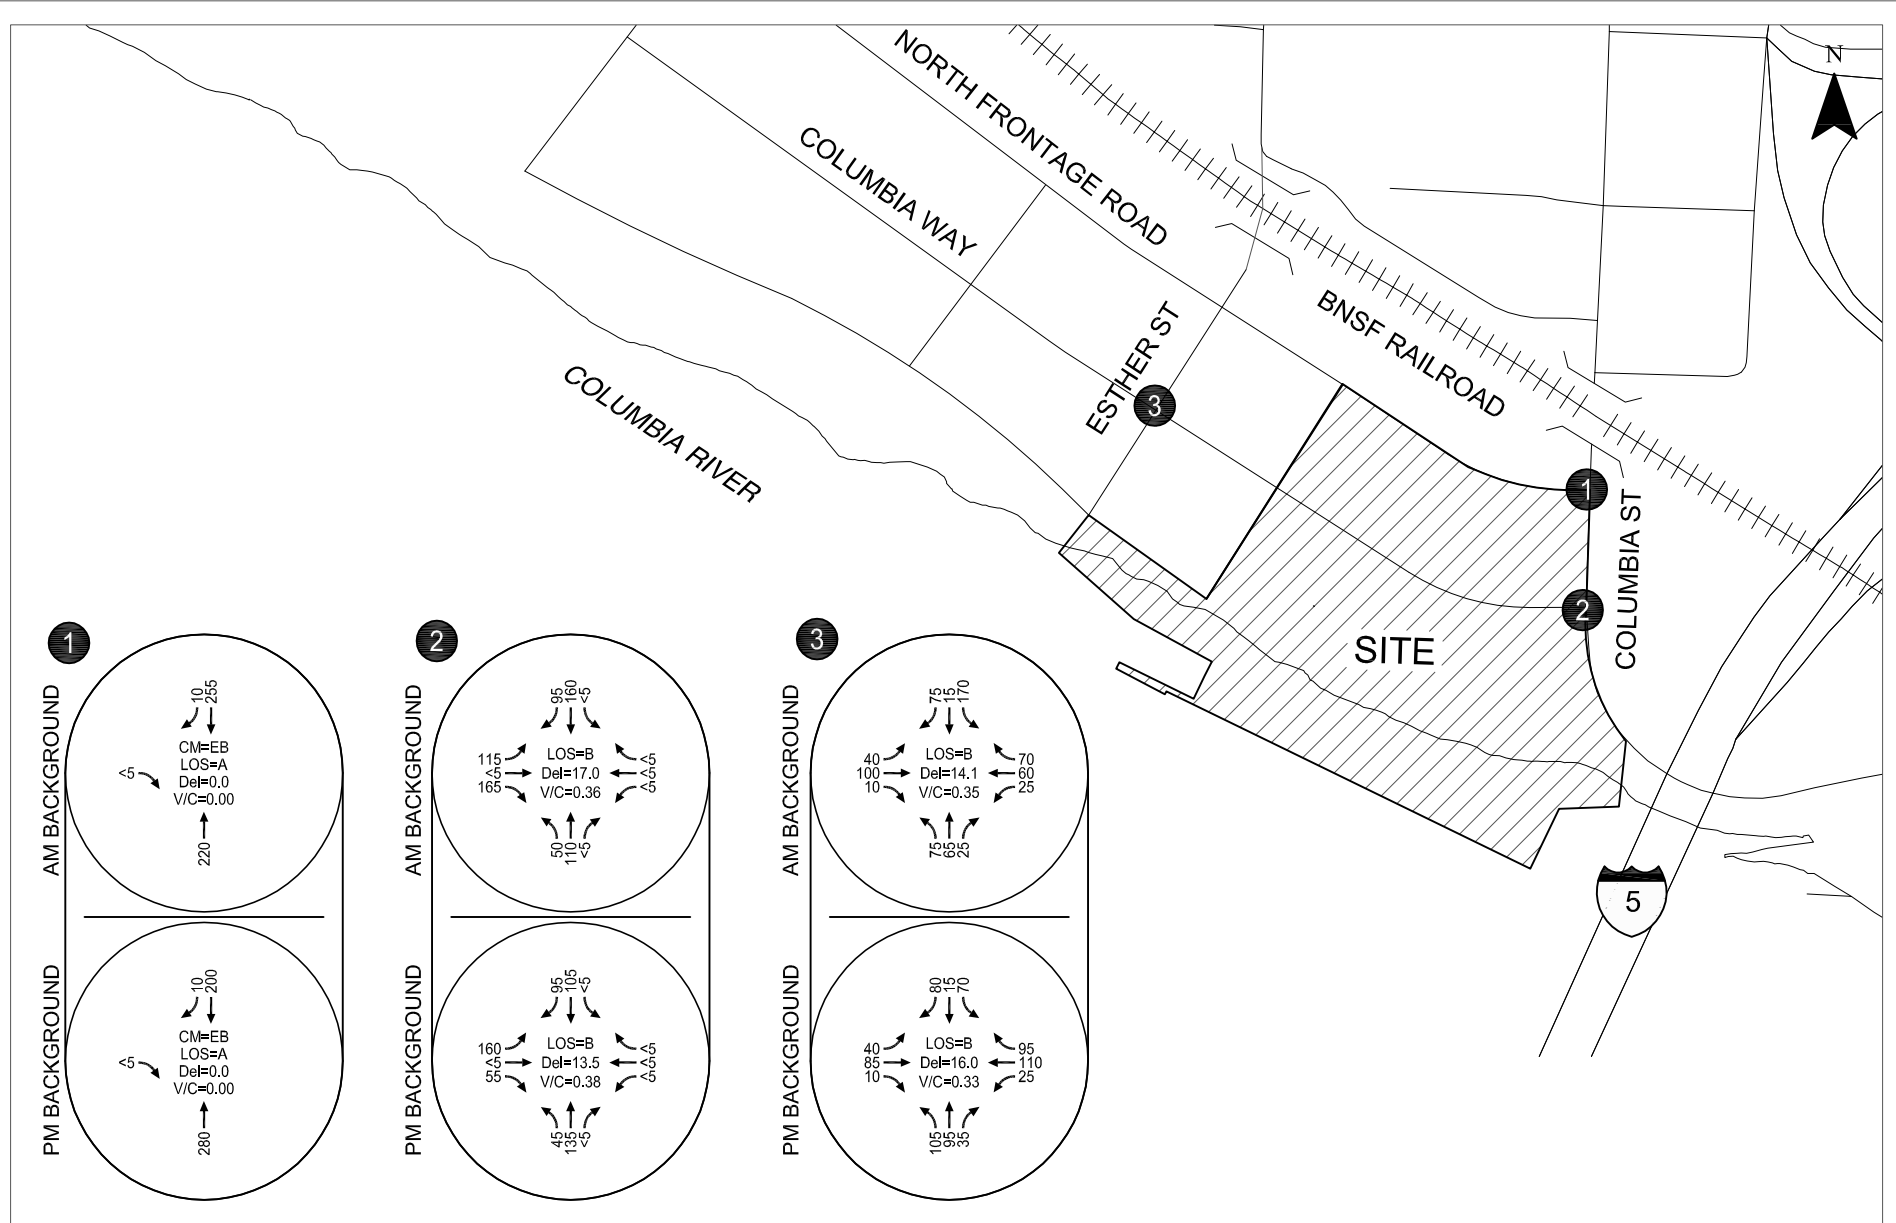 N
NORTH FRONTAGE ROAD
COLUMBIA WAY
BNSF RAILROAD
ESTHER ST
COLUMBIA RIVER
3
1
COLUMBIA ST
2
SITE
5
1
AM BACKGROUND
10
255
CM=EB
LOS=A
Del=0.0
V/C=0.00
<5
220
PM BACKGROUND
10
200
CM=EB
LOS=A
Del=0.0
V/C=0.00
<5
280
2
AM BACKGROUND
95
160
<5
115
<5
165
LOS=B
Del=17.0
V/C=0.36
<5
<5
<5
50
110
<5
PM BACKGROUND
95
105
<5
160
<5
55
LOS=B
Del=13.5
V/C=0.38
<5
<5
<5
45
135
<5
3
AM BACKGROUND
75
15
170
40
100
10
LOS=B
Del=14.1
V/C=0.35
70
60
25
75
65
25
PM BACKGROUND
80
15
70
40
85
10
LOS=B
Del=16.0
V/C=0.33
95
110
25
105
95
35